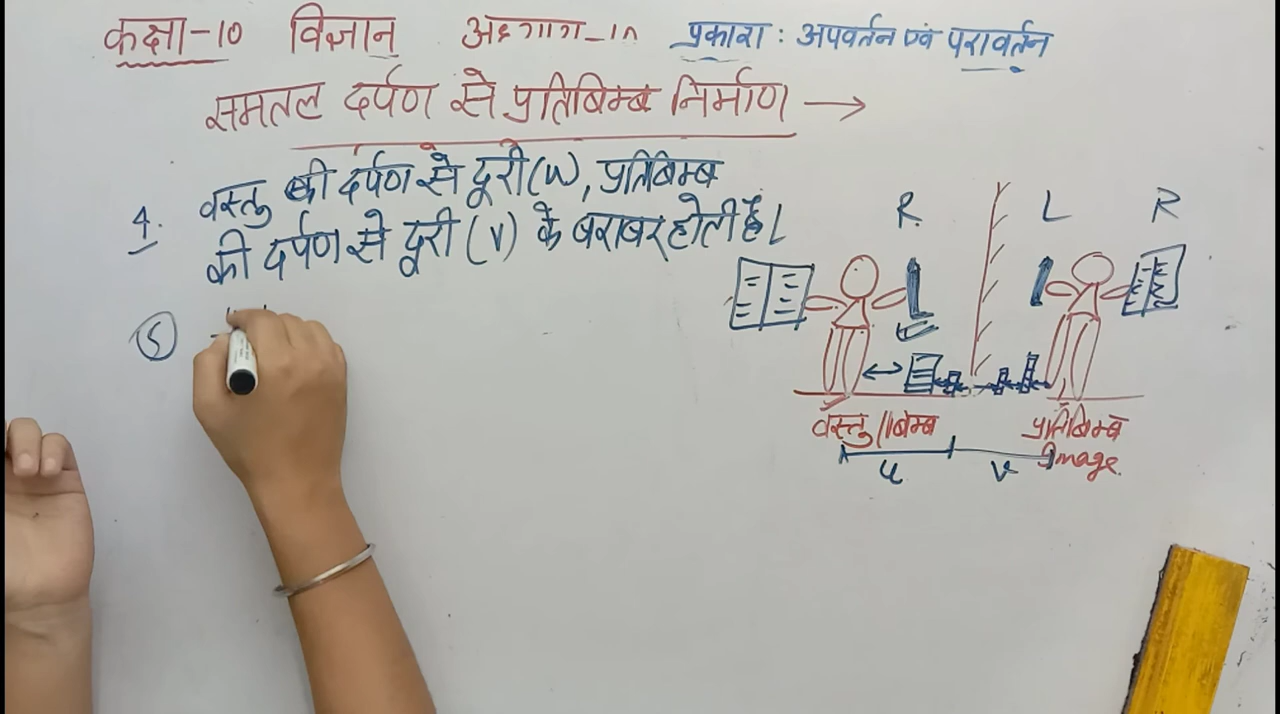 कक्षा-10 विज्ञान प्रकाश : अपवर्तन एवं परावर्तन
समतल दर्पण से प्रतिबिम्ब निर्माण →
4. वस्तु की दर्पण से दूरी (u), प्रतिबिम्ब
की दर्पण से दूरी (v) के बराबर होती है।
5
R L R
वस्तु/बिम्ब प्रतिबिम्ब
Image
u v